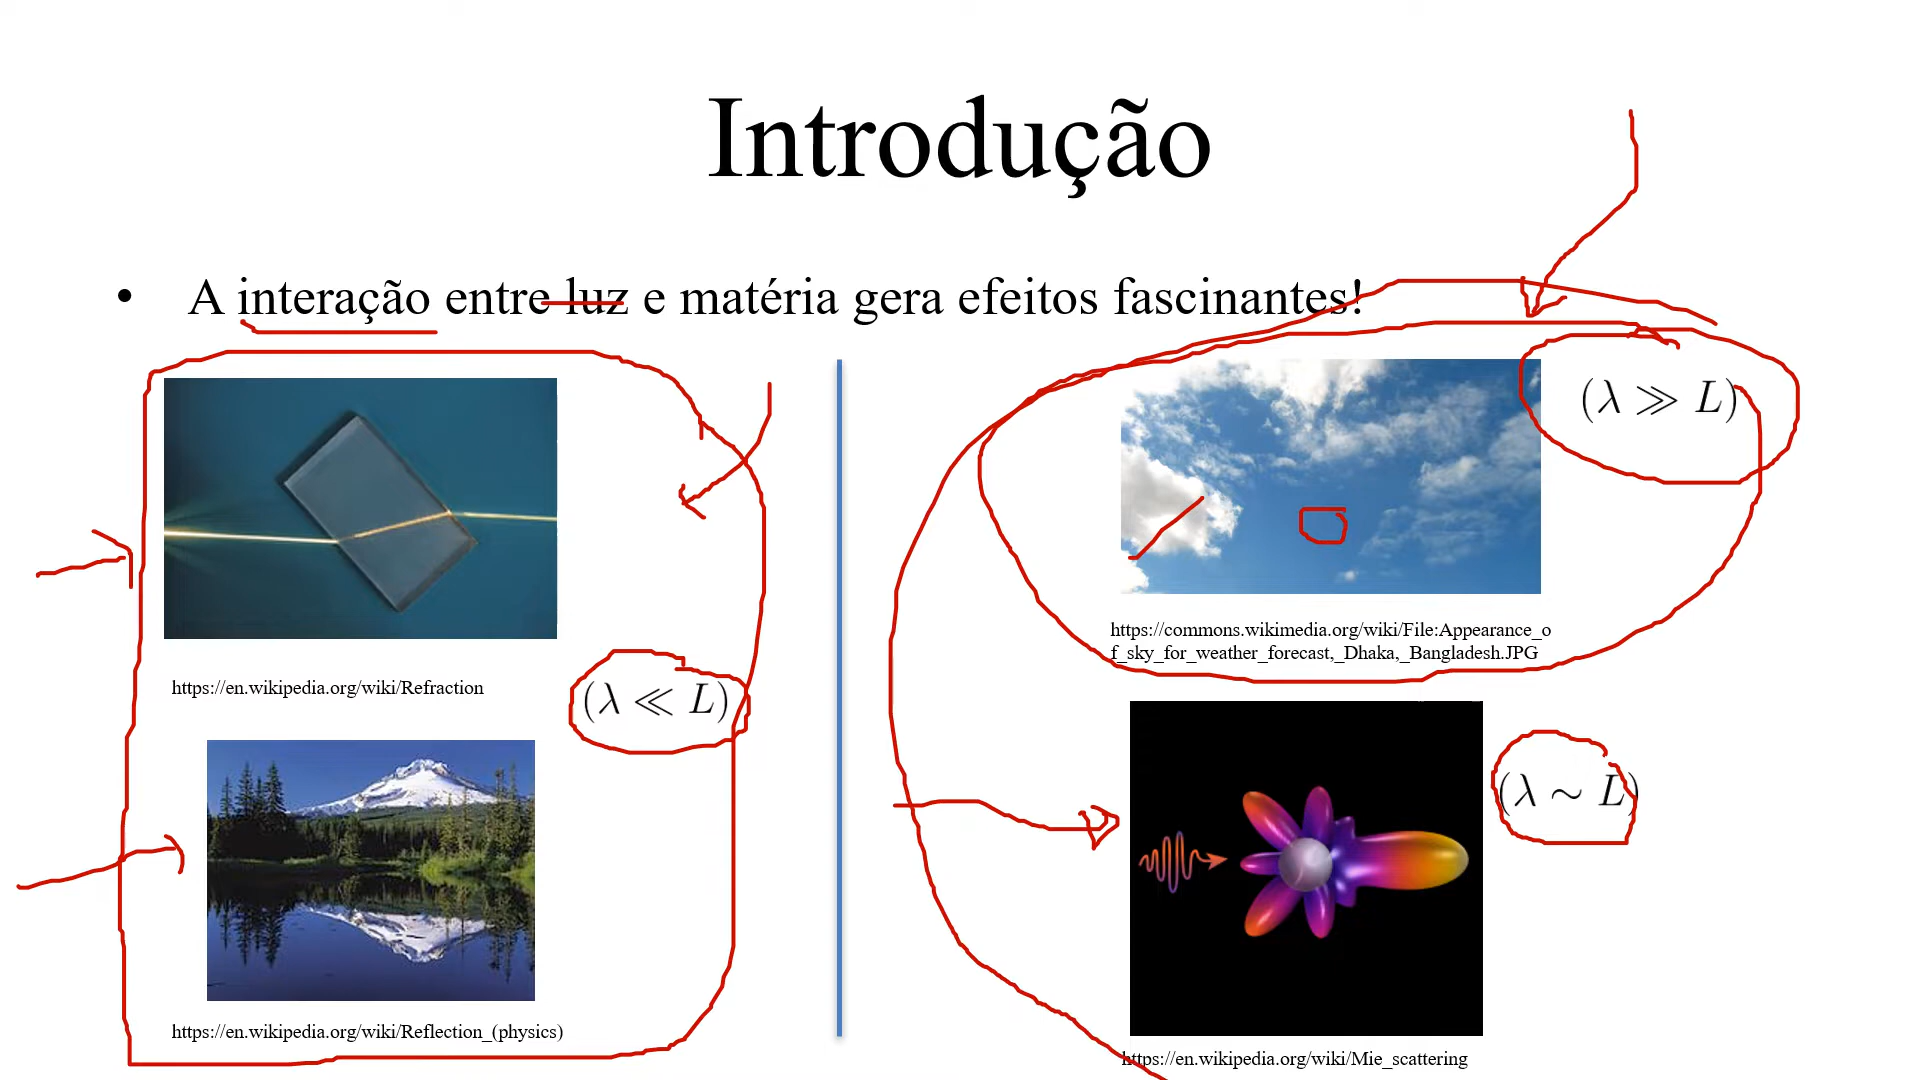 Introdução
• A interação entre luz e matéria gera efeitos fascinantes!
https://en.wikipedia.org/wiki/Refraction
(λ ≪ L)
https://en.wikipedia.org/wiki/Reflection_(physics)
(λ ≫ L)
https://commons.wikimedia.org/wiki/File:Appearance_o
f_sky_for_weather_forecast,_Dhaka,_Bangladesh.JPG
(λ ∼ L)
https://en.wikipedia.org/wiki/Mie_scattering